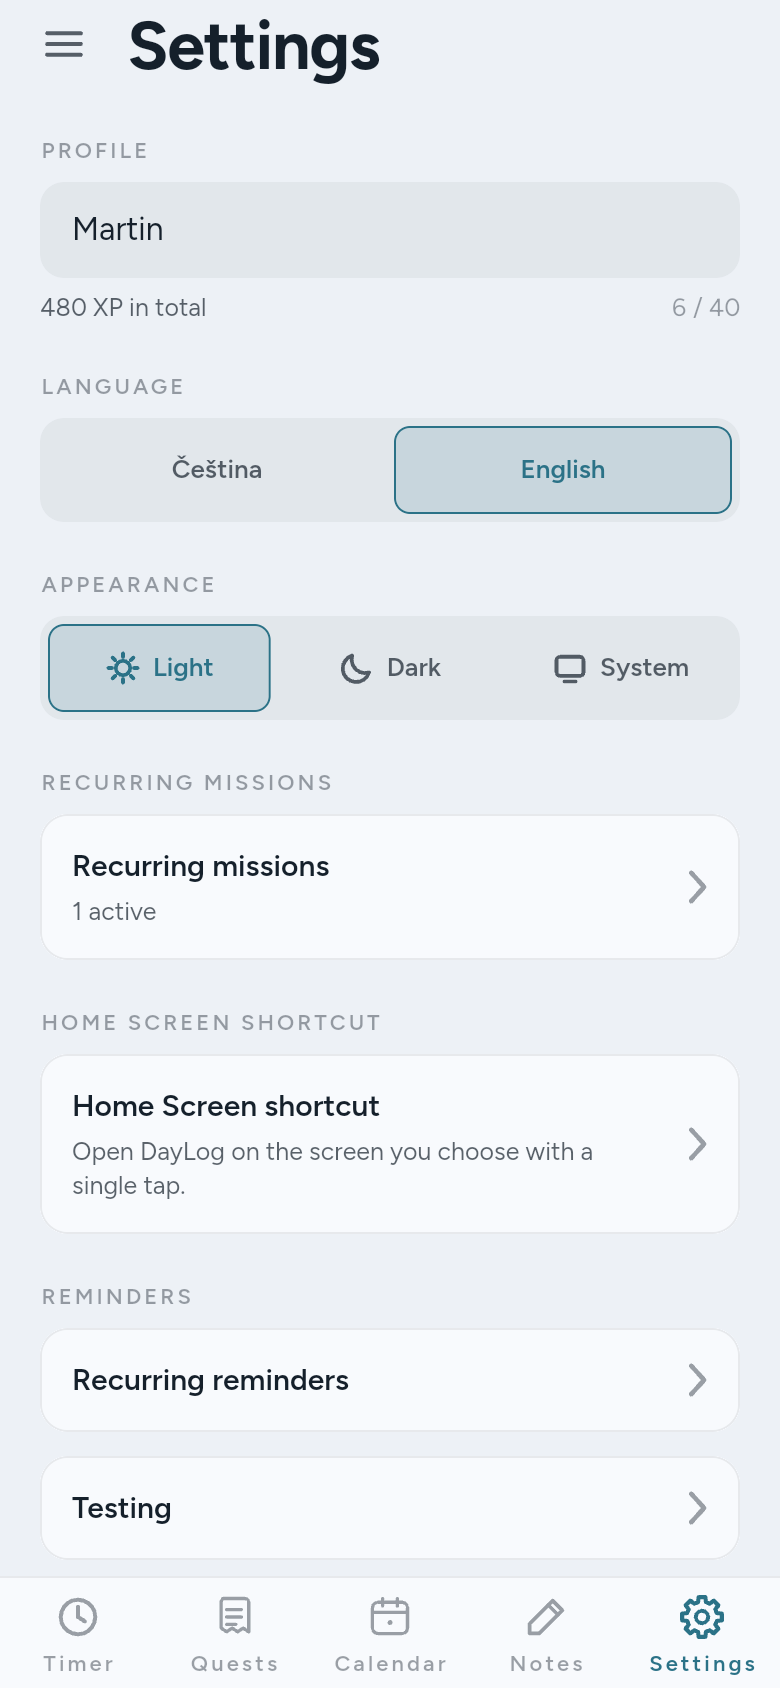 Settings
PROFILE
Martin
480 XP in total
6 / 40
LANGUAGE
Čeština
English
APPEARANCE
Light
Dark
System
RECURRING MISSIONS
Recurring missions
1 active
HOME SCREEN SHORTCUT
Home Screen shortcut
Open DayLog on the screen you choose with a
single tap.
REMINDERS
Recurring reminders
Testing
Timer
Quests
Calendar
Notes
Settings